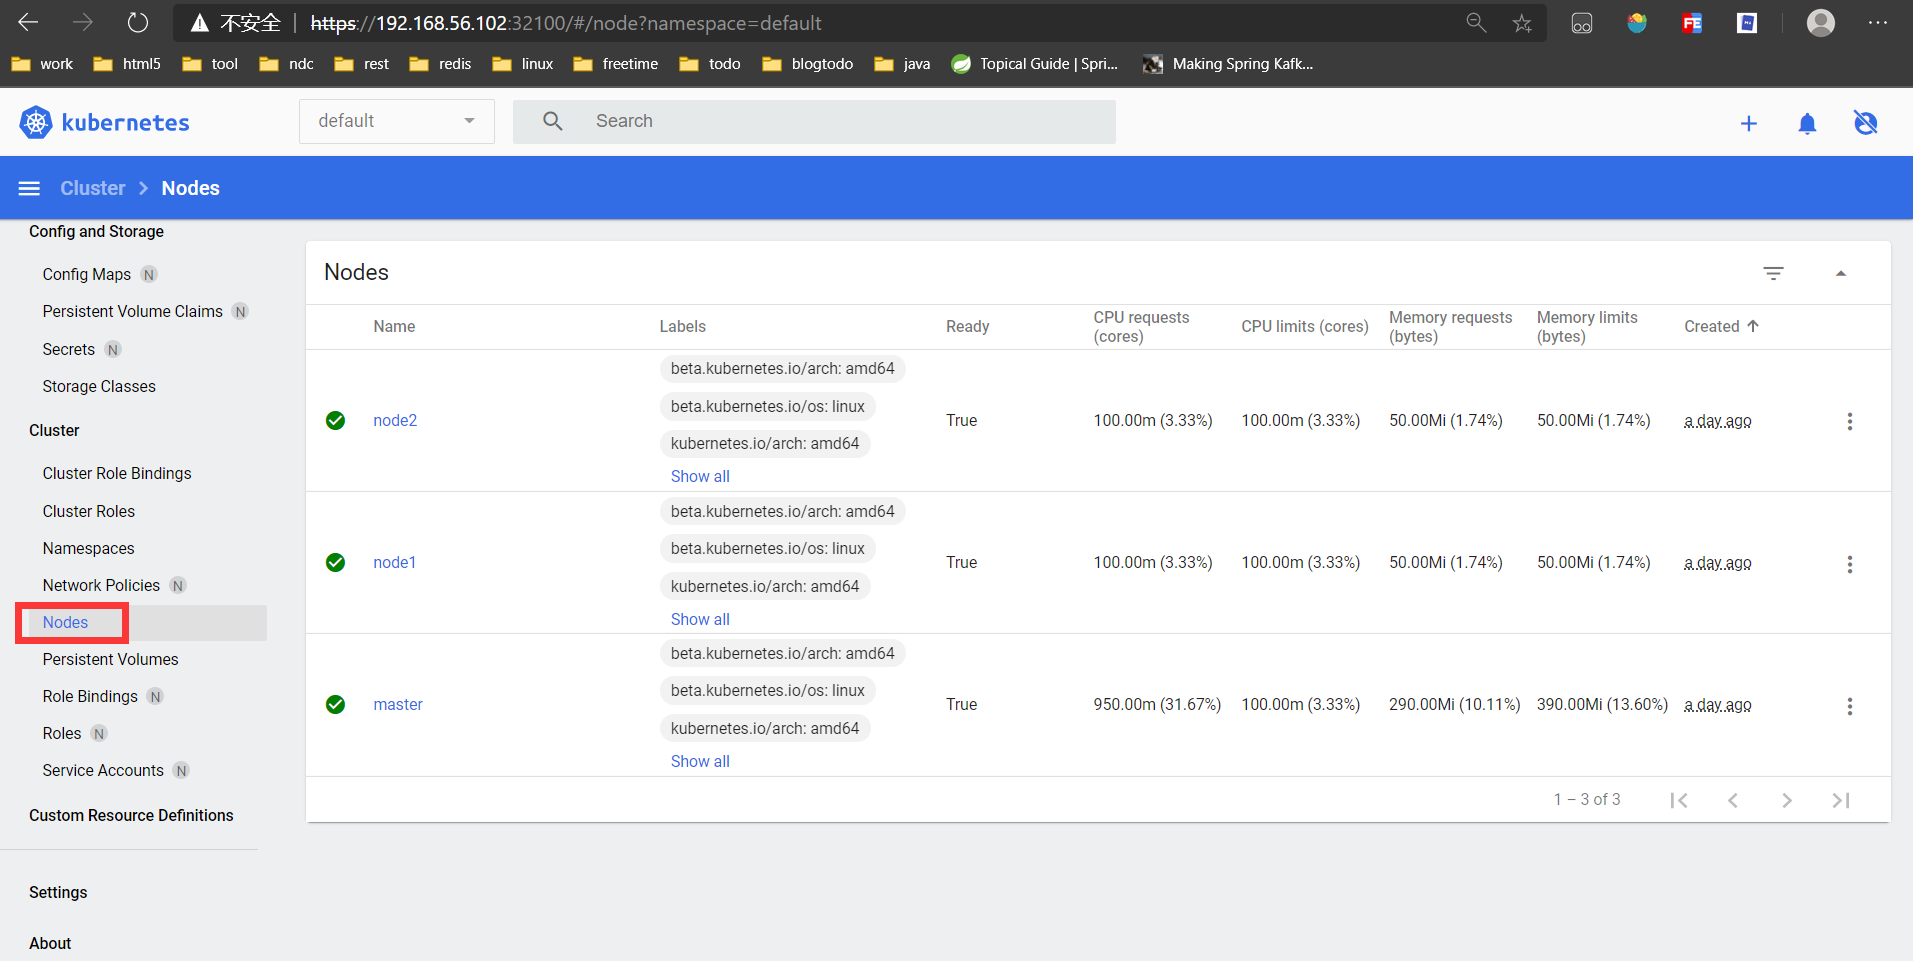 不安全 https://192.168.56.102:32100/#/node?namespace=default
work html5 tool ndc rest redis linux freetime todo blogtodo java Topical Guide | Spri... Making Spring Kafk...
kubernetes default Search
Cluster Nodes
Config and Storage
Config Maps N
Persistent Volume Claims N
Secrets N
Storage Classes
Cluster
Cluster Role Bindings
Cluster Roles
Namespaces
Network Policies N
Nodes
Persistent Volumes
Role Bindings N
Roles N
Service Accounts N
Custom Resource Definitions
Settings
About
Nodes
Name Labels Ready CPU requests (cores) CPU limits (cores) Memory requests (bytes) Memory limits (bytes) Created
beta.kubernetes.io/arch: amd64
beta.kubernetes.io/os: linux
node2 True 100.00m (3.33%) 100.00m (3.33%) 50.00Mi (1.74%) 50.00Mi (1.74%) a day ago
kubernetes.io/arch: amd64
Show all
beta.kubernetes.io/arch: amd64
beta.kubernetes.io/os: linux
node1 True 100.00m (3.33%) 100.00m (3.33%) 50.00Mi (1.74%) 50.00Mi (1.74%) a day ago
kubernetes.io/arch: amd64
Show all
beta.kubernetes.io/arch: amd64
beta.kubernetes.io/os: linux
master True 950.00m (31.67%) 100.00m (3.33%) 290.00Mi (10.11%) 390.00Mi (13.60%) a day ago
kubernetes.io/arch: amd64
Show all
1 – 3 of 3